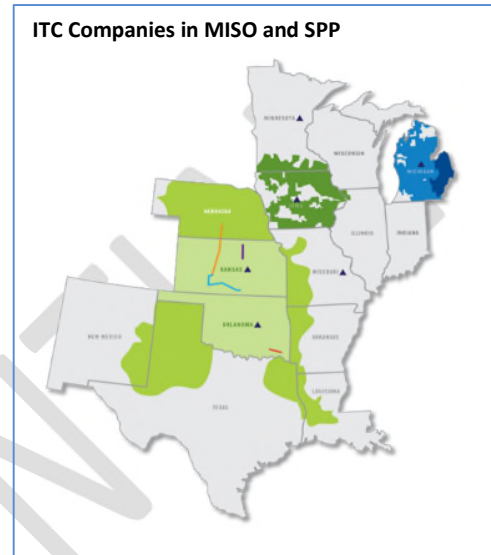 ITC Companies in MISO and SPP
MINNESOTA
WISCONSIN
MICHIGAN
IOWA
NEBRASKA
ILLINOIS
INDIANA
KANSAS
MISSOURI
OKLAHOMA
NEW MEXICO
ARKANSAS
TEXAS
LOUISIANA